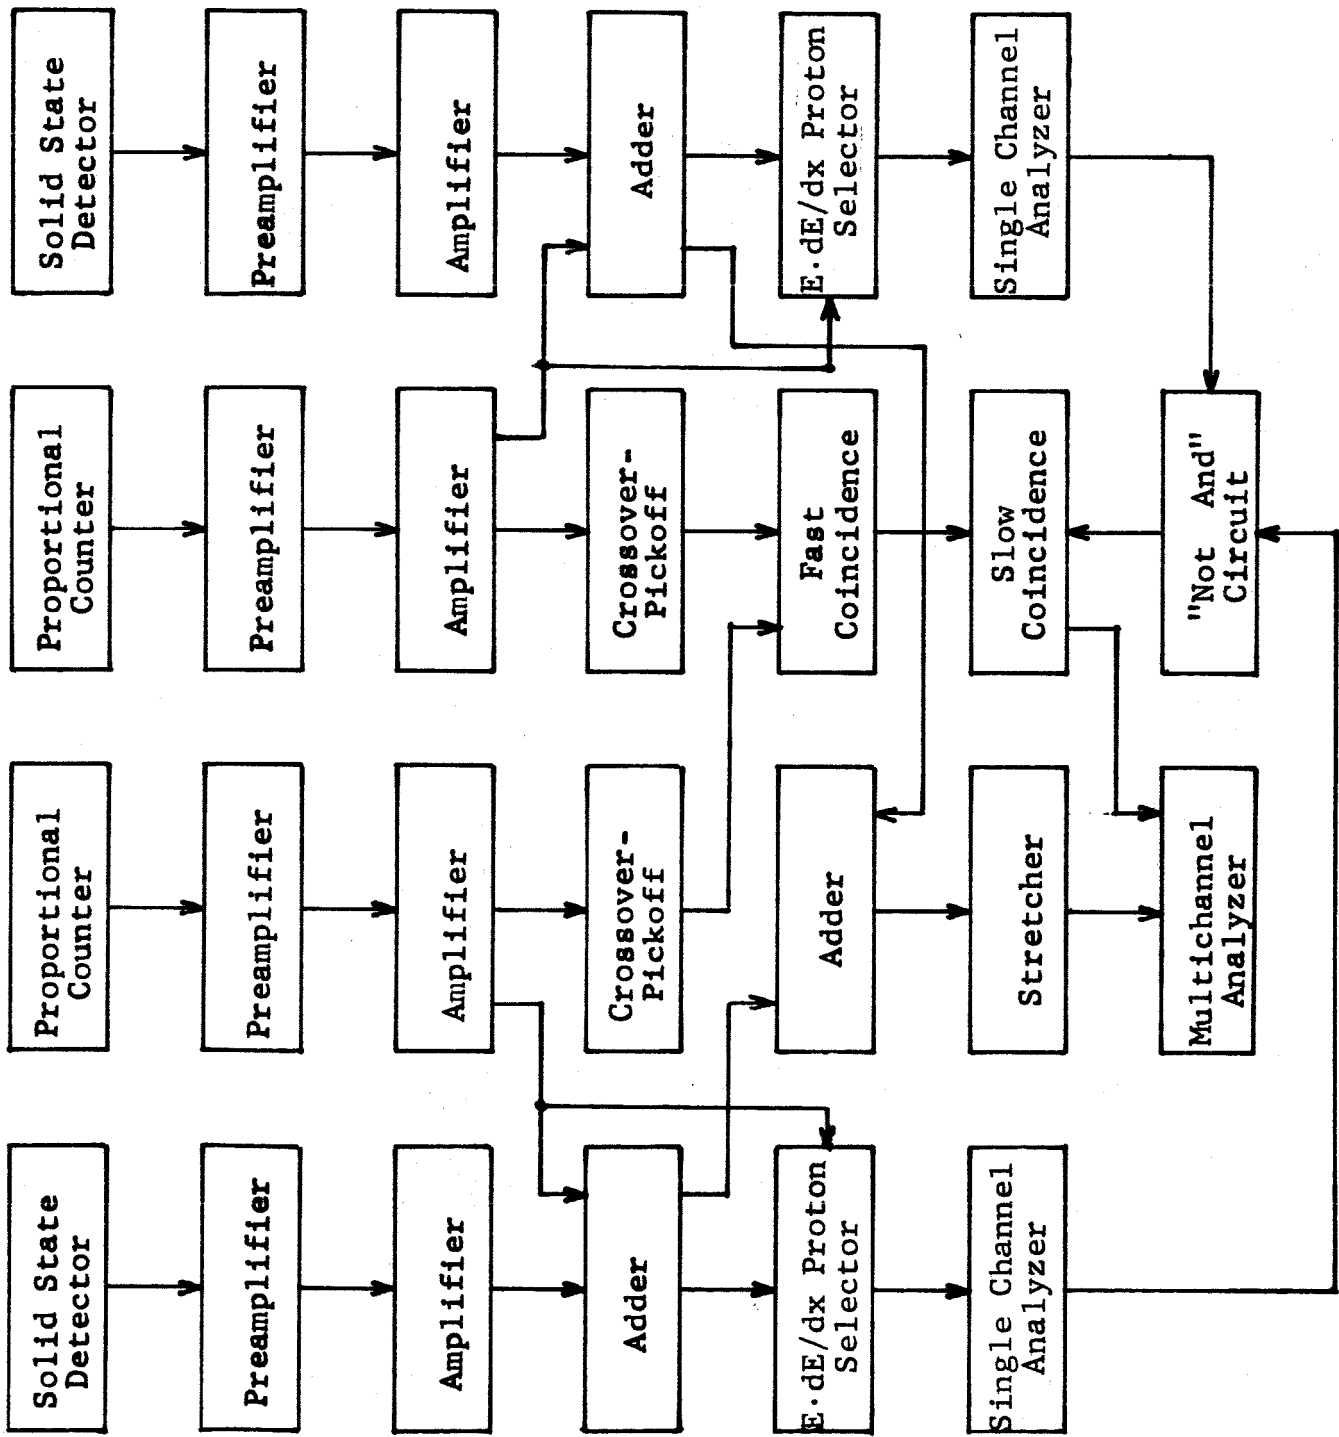 Solid State
Detector
Preamplifier
Amplifier
Adder
E·dE/dx Proton
Selector
Single Channel
Analyzer
Proportional
Counter
Preamplifier
Amplifier
Crossover-
Pickoff
Adder
Stretcher
Multichannel
Analyzer
Proportional
Counter
Preamplifier
Amplifier
Crossover-
Pickoff
Fast
Coincidence
Slow
Coincidence
"Not And"
Circuit
Solid State
Detector
Preamplifier
Amplifier
Adder
E·dE/dx Proton
Selector
Single Channel
Analyzer